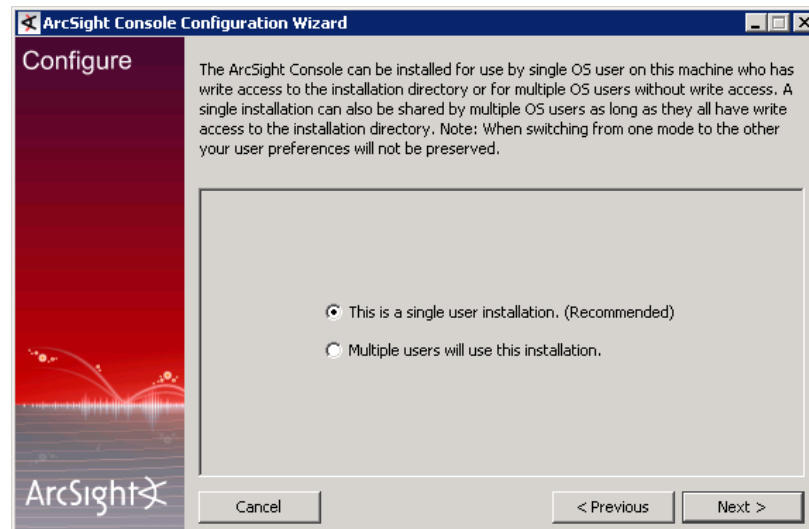 ArcSight Console Configuration Wizard
Configure
The ArcSight Console can be installed for use by single OS user on this machine who has
write access to the installation directory or for multiple OS users without write access. A
single installation can also be shared by multiple OS users as long as they all have write
access to the installation directory. Note: When switching from one mode to the other
your user preferences will not be preserved.
This is a single user installation. (Recommended)
Multiple users will use this installation.
ArcSight
Cancel
< Previous
Next >